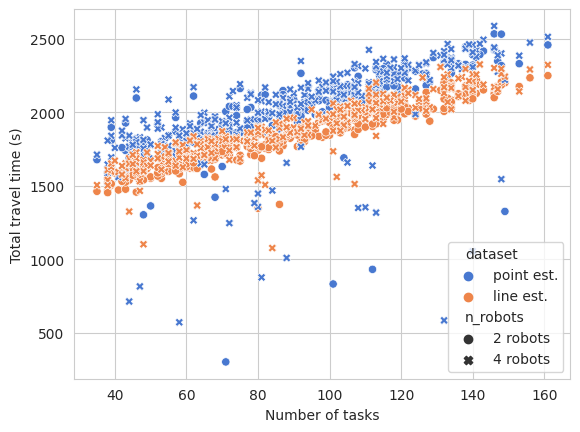 2500
2000
1500
1000
500
Total travel time (s)
40
60
80
100
120
140
160
Number of tasks
dataset
point est.
line est.
n_robots
2 robots
4 robots